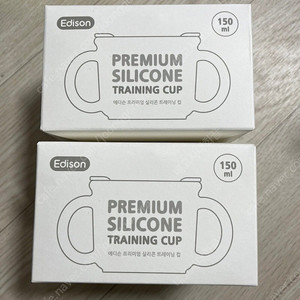 Edison
150
ml
PREMIUM
SILICONE
TRAINING CUP
에디슨 프리미엄 실리콘 트레이닝 컵
Edison
150
ml
PREMIUM
SILICONE
TRAINING CUP
에디슨 프리미엄 실리콘 트레이닝 컵